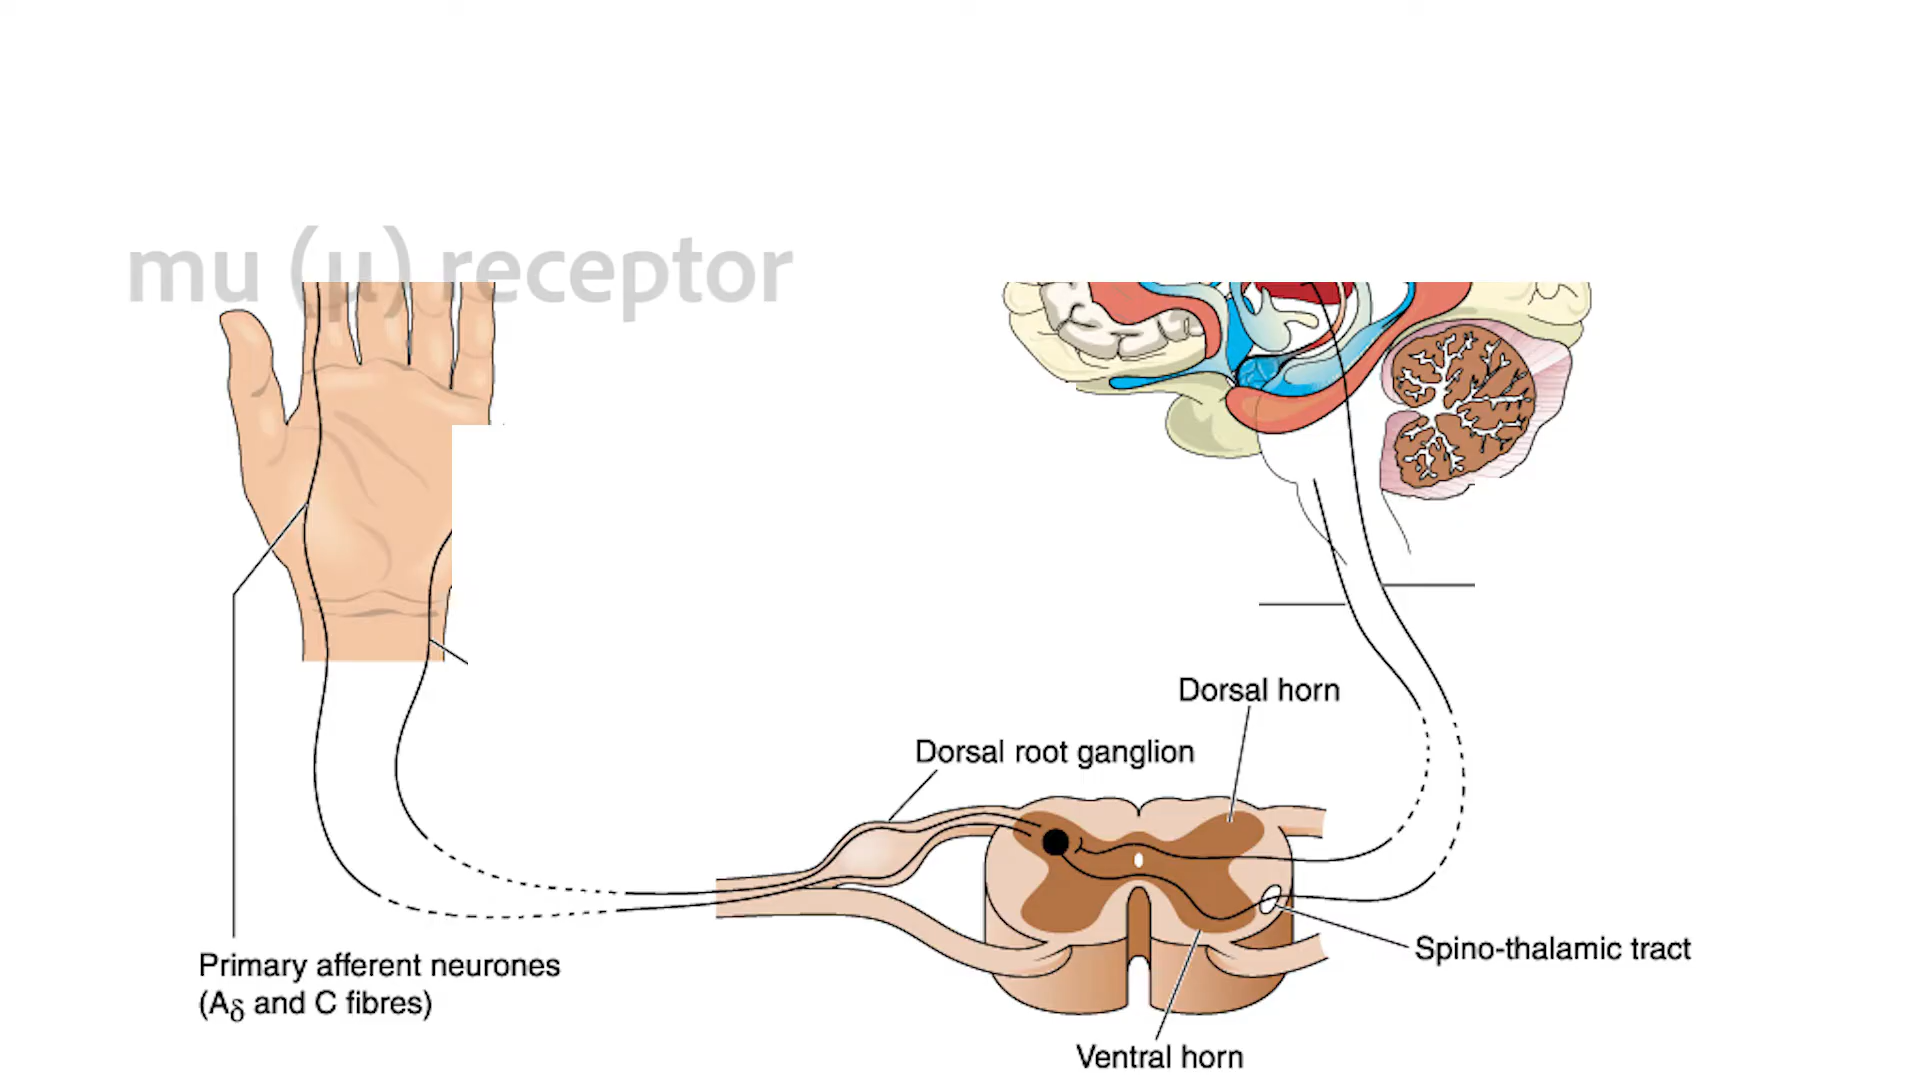 mu (µ) receptor
Dorsal horn
Dorsal root ganglion
Spino-thalamic tract
Primary afferent neurones
(Aδ and C fibres)
Ventral horn